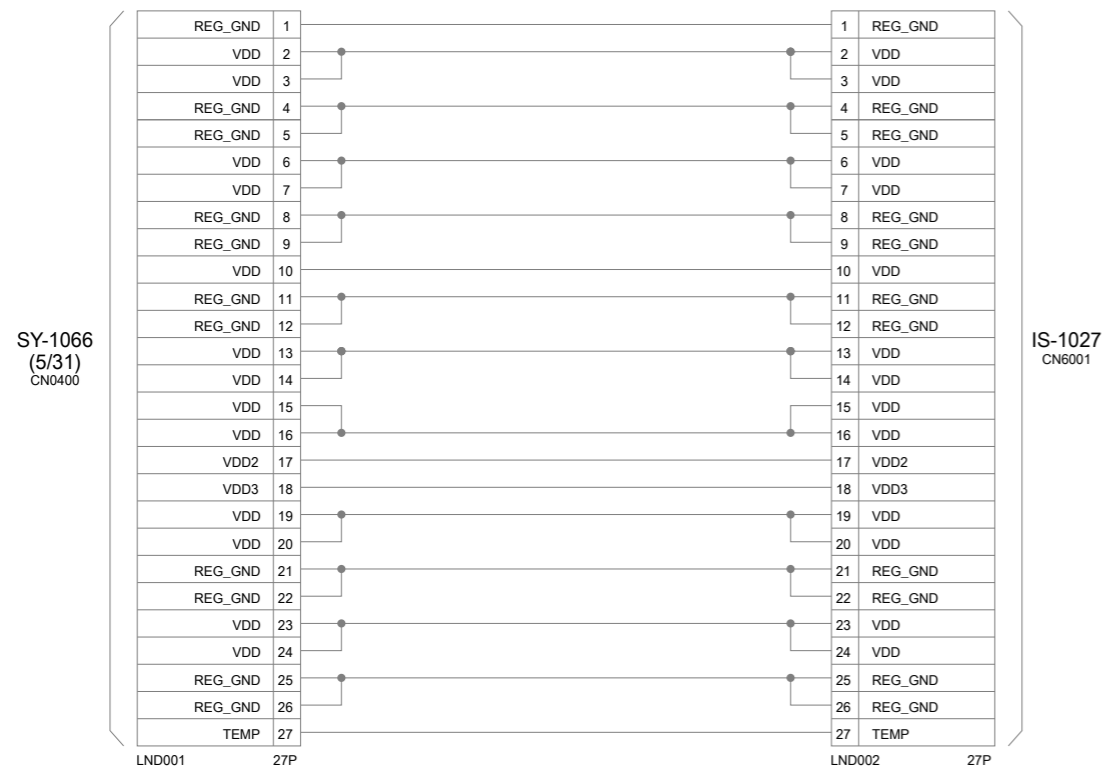 REG_GND 1 1 REG_GND
VDD 2 2 VDD
VDD 3 3 VDD
REG_GND 4 4 REG_GND
REG_GND 5 5 REG_GND
VDD 6 6 VDD
VDD 7 7 VDD
REG_GND 8 8 REG_GND
REG_GND 9 9 REG_GND
VDD 10 10 VDD
REG_GND 11 11 REG_GND
REG_GND 12 12 REG_GND
VDD 13 13 VDD
VDD 14 14 VDD
VDD 15 15 VDD
VDD 16 16 VDD
VDD2 17 17 VDD2
VDD3 18 18 VDD3
VDD 19 19 VDD
VDD 20 20 VDD
REG_GND 21 21 REG_GND
REG_GND 22 22 REG_GND
VDD 23 23 VDD
VDD 24 24 VDD
REG_GND 25 25 REG_GND
REG_GND 26 26 REG_GND
TEMP 27 27 TEMP
LND001 27P LND002 27P
SY-1066
(5/31)
CN0400
IS-1027
CN6001